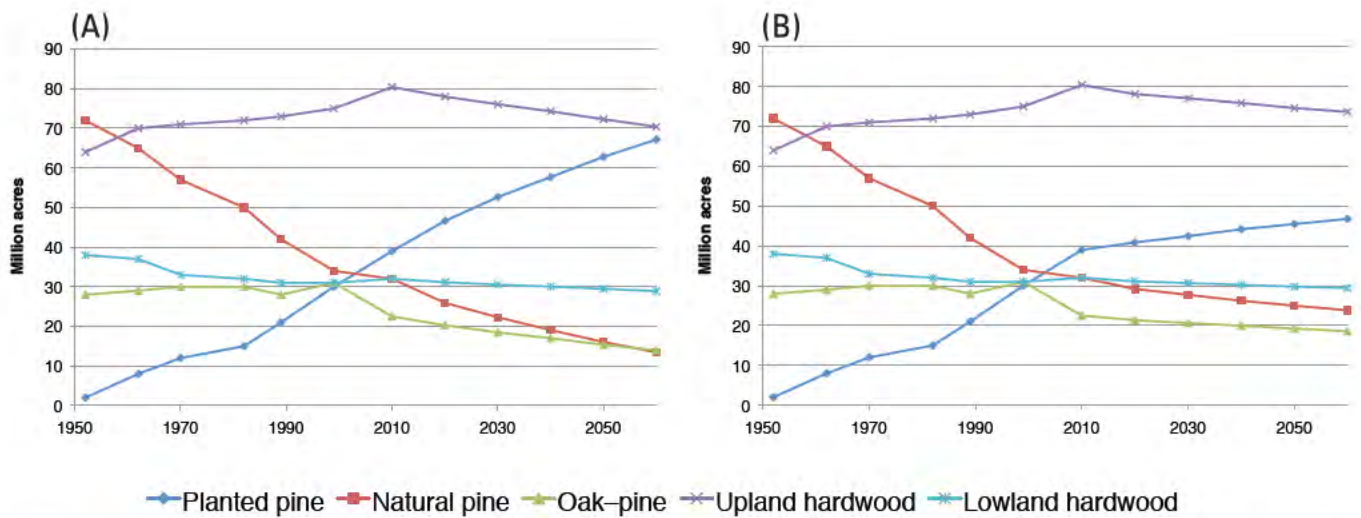 (A)
90
80
70
60
50
40
30
20
10
0
Million acres
1950 1970 1990 2010 2030 2050
(B)
90
80
70
60
50
40
30
20
10
0
Million acres
1950 1970 1990 2010 2030 2050
Planted pine Natural pine Oak–pine Upland hardwood Lowland hardwood